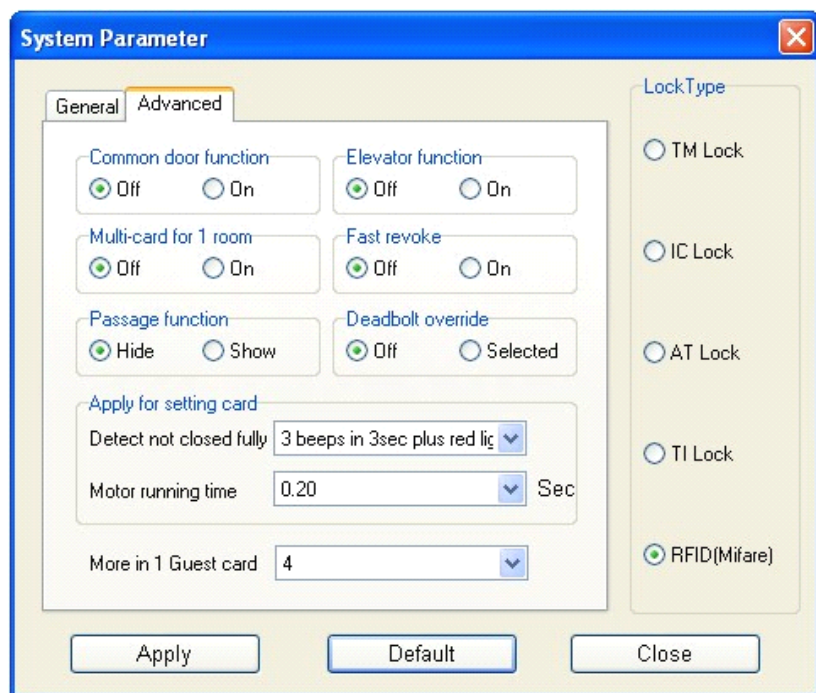 System Parameter
General
Advanced
Common door function
Off
On
Elevator function
Off
On
Multi-card for 1 room
Off
On
Fast revoke
Off
On
Passage function
Hide
Show
Deadbolt override
Off
Selected
Apply for setting card
Detect not closed fully
3 beeps in 3sec plus red lig
Motor running time
0.20
Sec
More in 1 Guest card
4
LockType
TM Lock
IC Lock
AT Lock
TI Lock
RFID(Mifare)
Apply
Default
Close